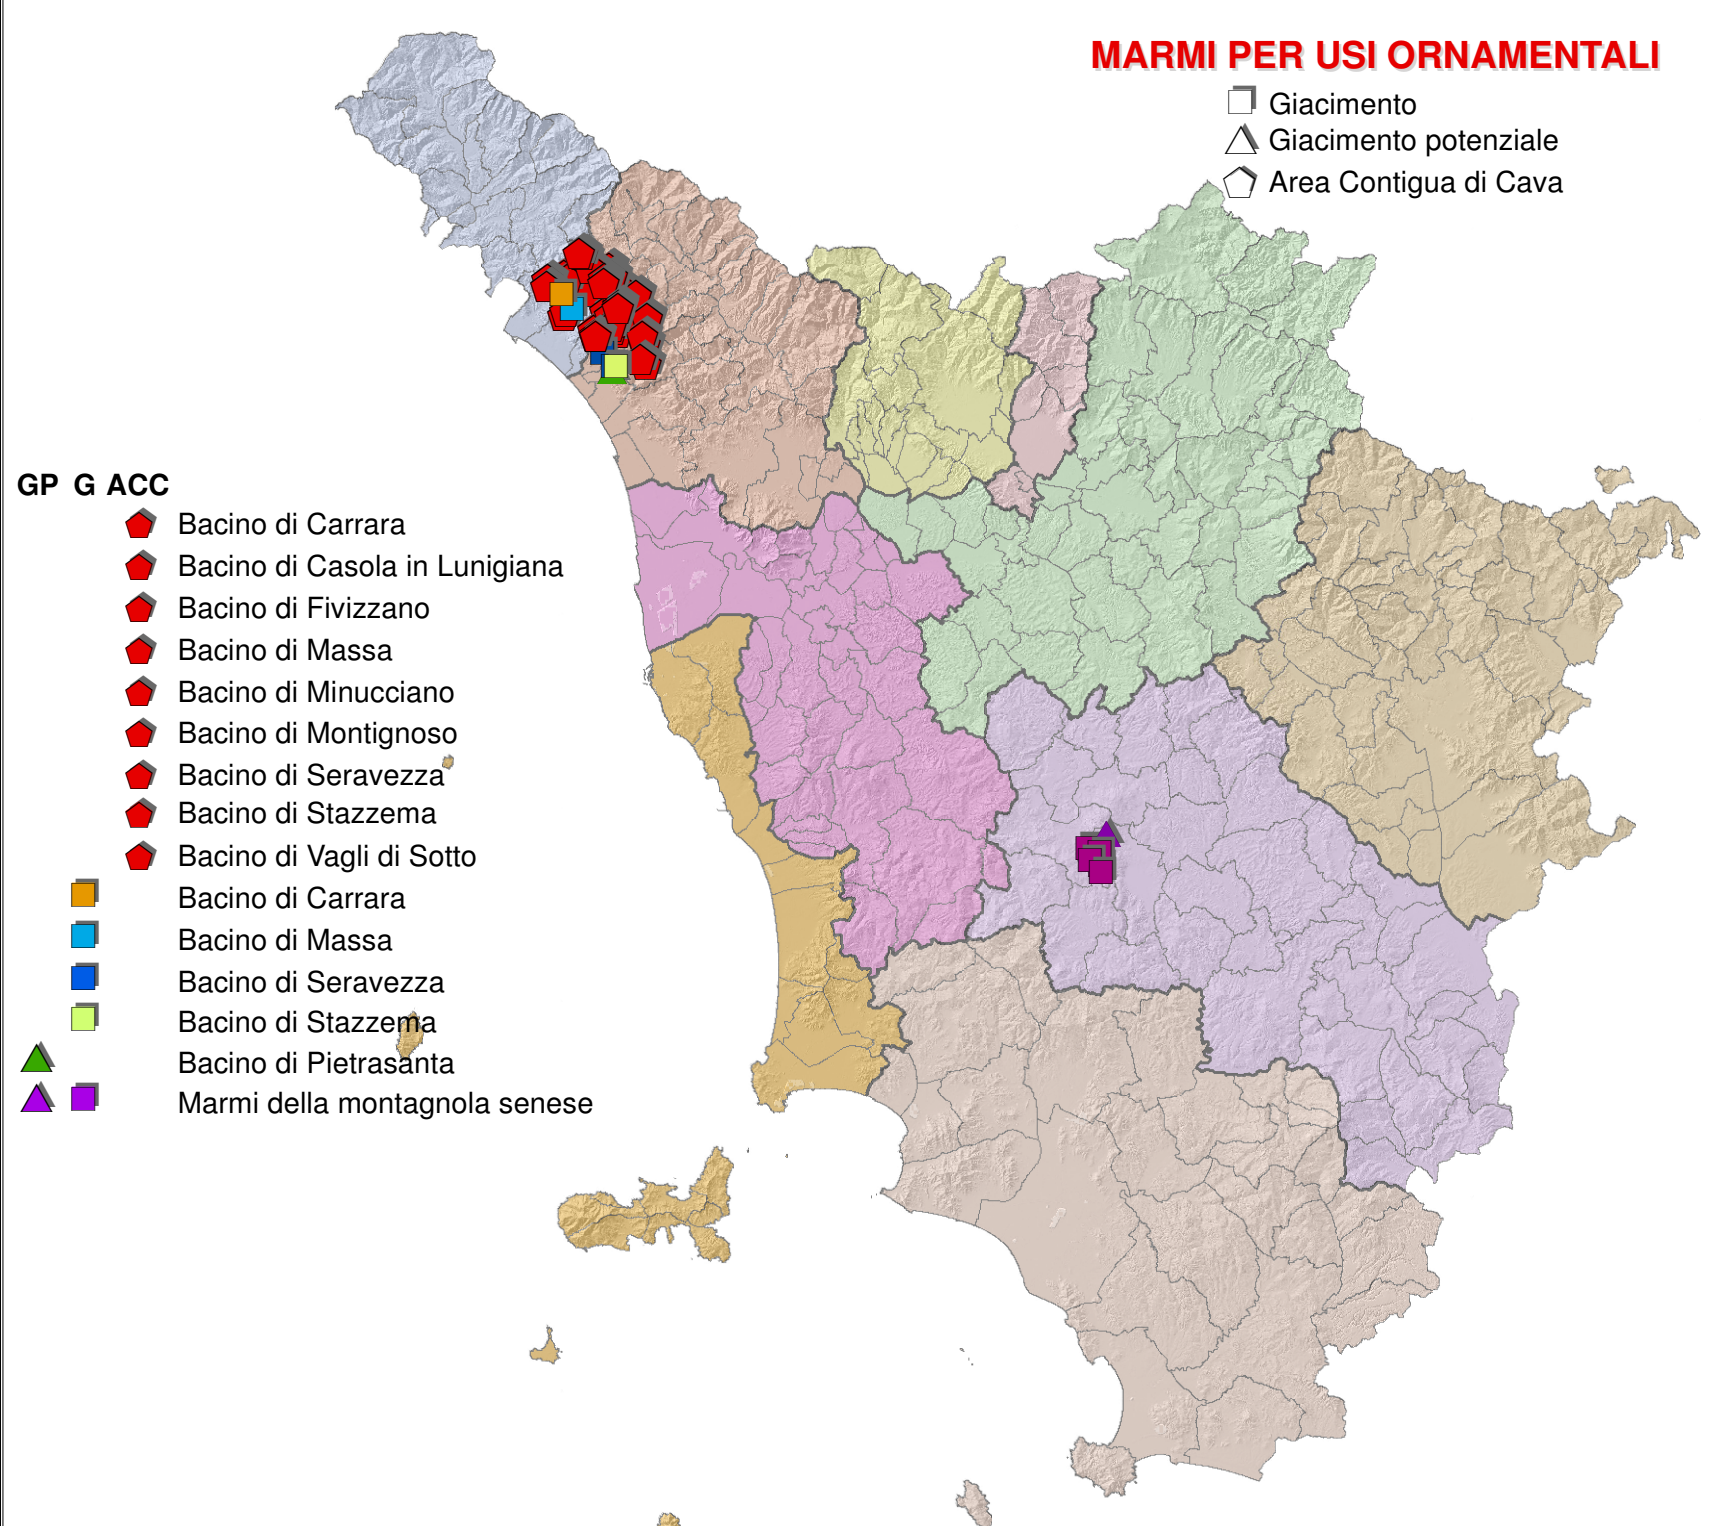 MARMI PER USI ORNAMENTALI
Giacimento
Giacimento potenziale
Area Contigua di Cava
GP G ACC
Bacino di Carrara
Bacino di Casola in Lunigiana
Bacino di Fivizzano
Bacino di Massa
Bacino di Minucciano
Bacino di Montignoso
Bacino di Seravezza
Bacino di Stazzema
Bacino di Vagli di Sotto
Bacino di Carrara
Bacino di Massa
Bacino di Seravezza
Bacino di Stazzema
Bacino di Pietrasanta
Marmi della montagnola senese